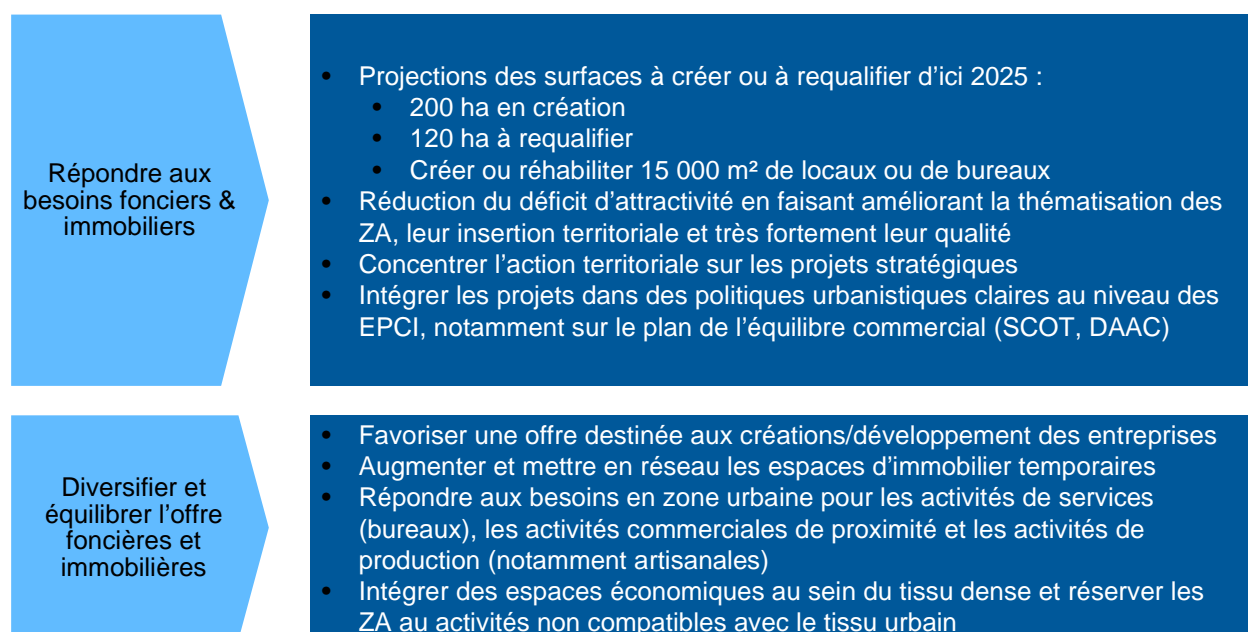 Répondre aux
besoins fonciers &
immobiliers
• Projections des surfaces à créer ou à requalifier d’ici 2025 :
• 200 ha en création
• 120 ha à requalifier
• Créer ou réhabiliter 15 000 m² de locaux ou de bureaux
• Réduction du déficit d’attractivité en faisant améliorant la thématisation des
ZA, leur insertion territoriale et très fortement leur qualité
• Concentrer l’action territoriale sur les projets stratégiques
• Intégrer les projets dans des politiques urbanistiques claires au niveau des
EPCI, notamment sur le plan de l’équilibre commercial (SCOT, DAAC)
Diversifier et
équilibrer l’offre
foncières et
immobilières
• Favoriser une offre destinée aux créations/développement des entreprises
• Augmenter et mettre en réseau les espaces d’immobilier temporaires
• Répondre aux besoins en zone urbaine pour les activités de services
(bureaux), les activités commerciales de proximité et les activités de
production (notamment artisanales)
• Intégrer des espaces économiques au sein du tissu dense et réserver les
ZA au activités non compatibles avec le tissu urbain